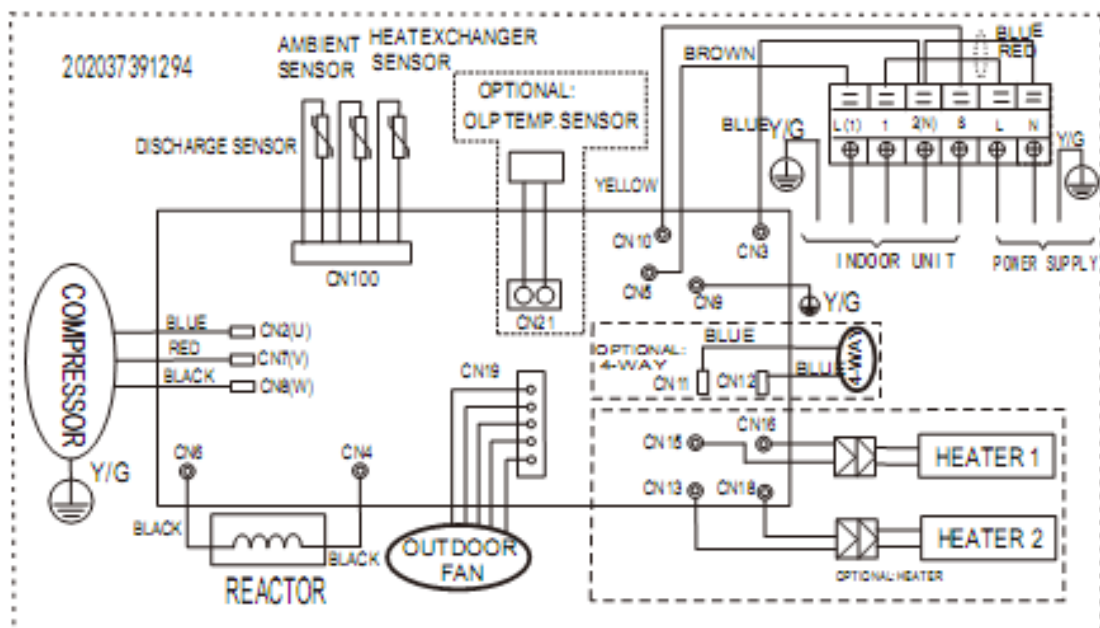 202037391294
AMBIENT SENSOR
HEATEXCHANGER SENSOR
DISCHARGE SENSOR
OPTIONAL:
OLP TEMP. SENSOR
BROWN
BLUE
RED
L(1) 1 2(N) S L N
BLUE
Y/G
Y/G
YELLOW
INDOOR UNIT
POWER SUPPLY
CN100
CN21
CN10
CN3
CN9
Y/G
COMPRESSOR
BLUE
CN2(U)
RED
CN7(V)
BLACK
CN8(W)
Y/G
CN19
OPTIONAL:
4-WAY
BLUE
BLUE
CN11
CN12
4-WAY
CN6
CN4
BLACK
BLACK
REACTOR
OUTDOOR
FAN
CN15
CN16
HEATER 1
CN13
CN18
HEATER 2
OPTIONAL:HEATER